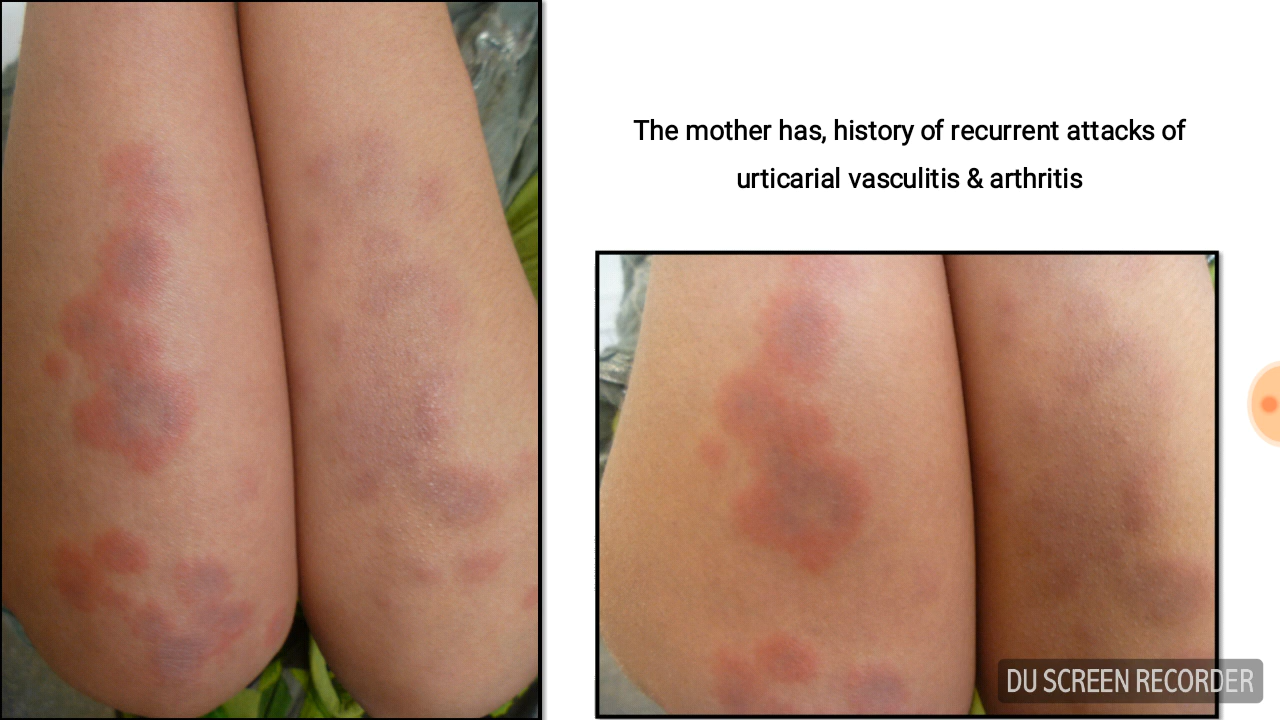 The mother has, history of recurrent attacks of
urticarial vasculitis & arthritis
DU SCREEN RECORDER